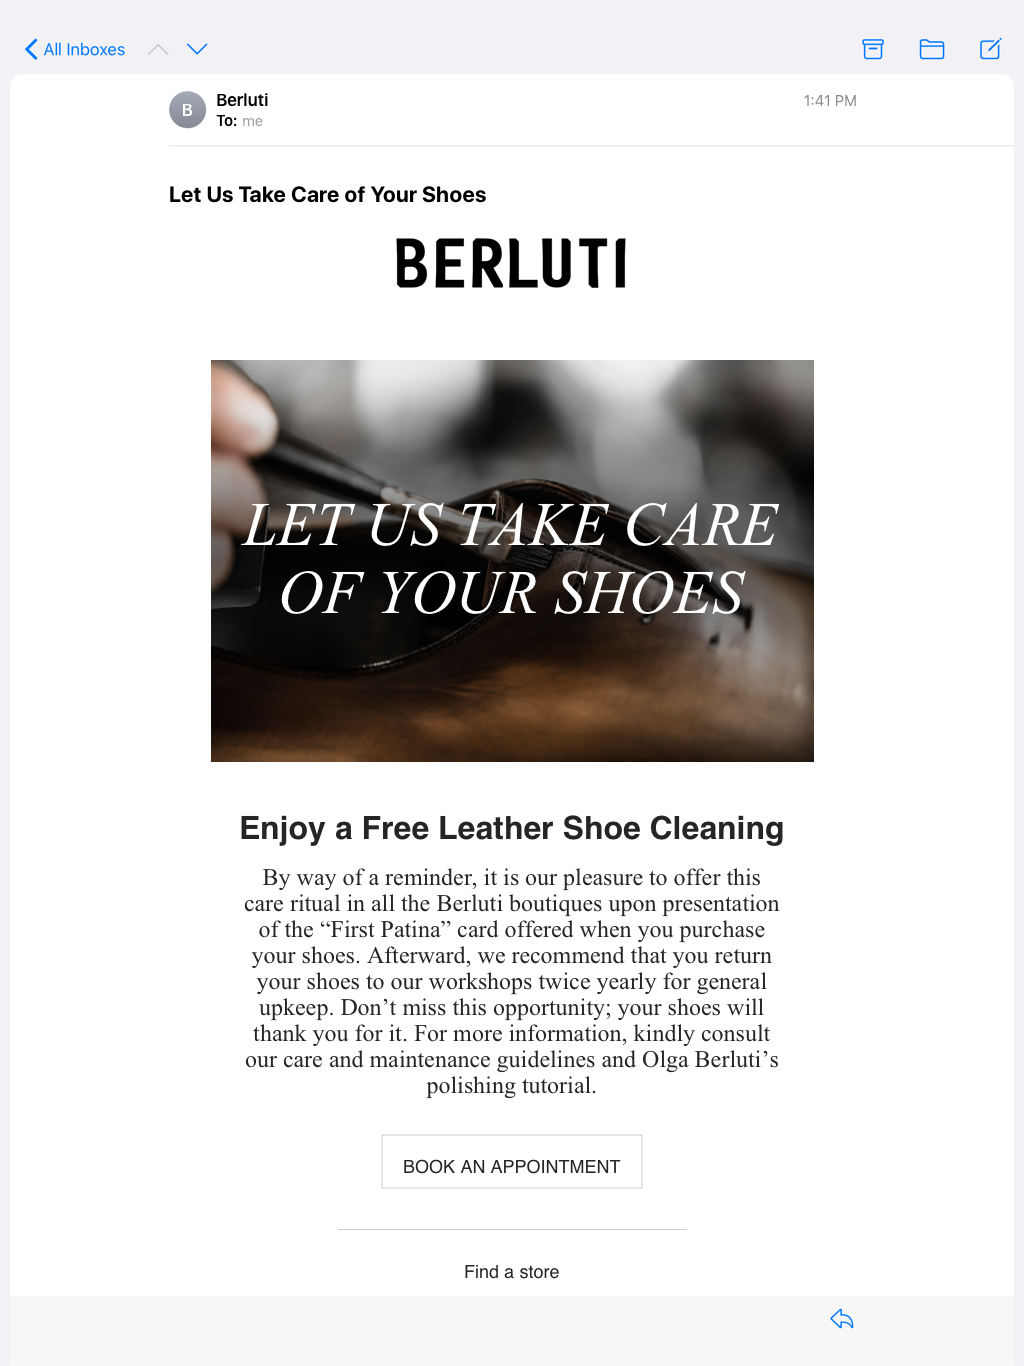 All Inboxes
B
Berluti
1:41 PM
To: me
Let Us Take Care of Your Shoes
BERLUTI
LET US TAKE CARE
OF YOUR SHOES
Enjoy a Free Leather Shoe Cleaning
By way of a reminder, it is our pleasure to offer this
care ritual in all the Berluti boutiques upon presentation
of the “First Patina” card offered when you purchase
your shoes. Afterward, we recommend that you return
your shoes to our workshops twice yearly for general
upkeep. Don’t miss this opportunity; your shoes will
thank you for it. For more information, kindly consult
our care and maintenance guidelines and Olga Berluti’s
polishing tutorial.
BOOK AN APPOINTMENT
Find a store